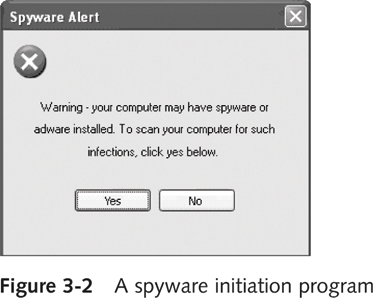 Spyware Alert
Warning - your computer may have spyware or
adware installed. To scan your computer for such
infections, click yes below.
Yes
No
Figure 3-2 A spyware initiation program